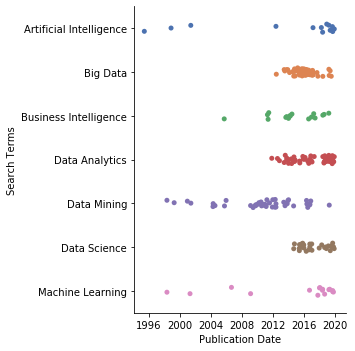 Artificial Intelligence
Big Data
Business Intelligence
Data Analytics
Data Mining
Data Science
Machine Learning
Search Terms
1996 2000 2004 2008 2012 2016 2020
Publication Date